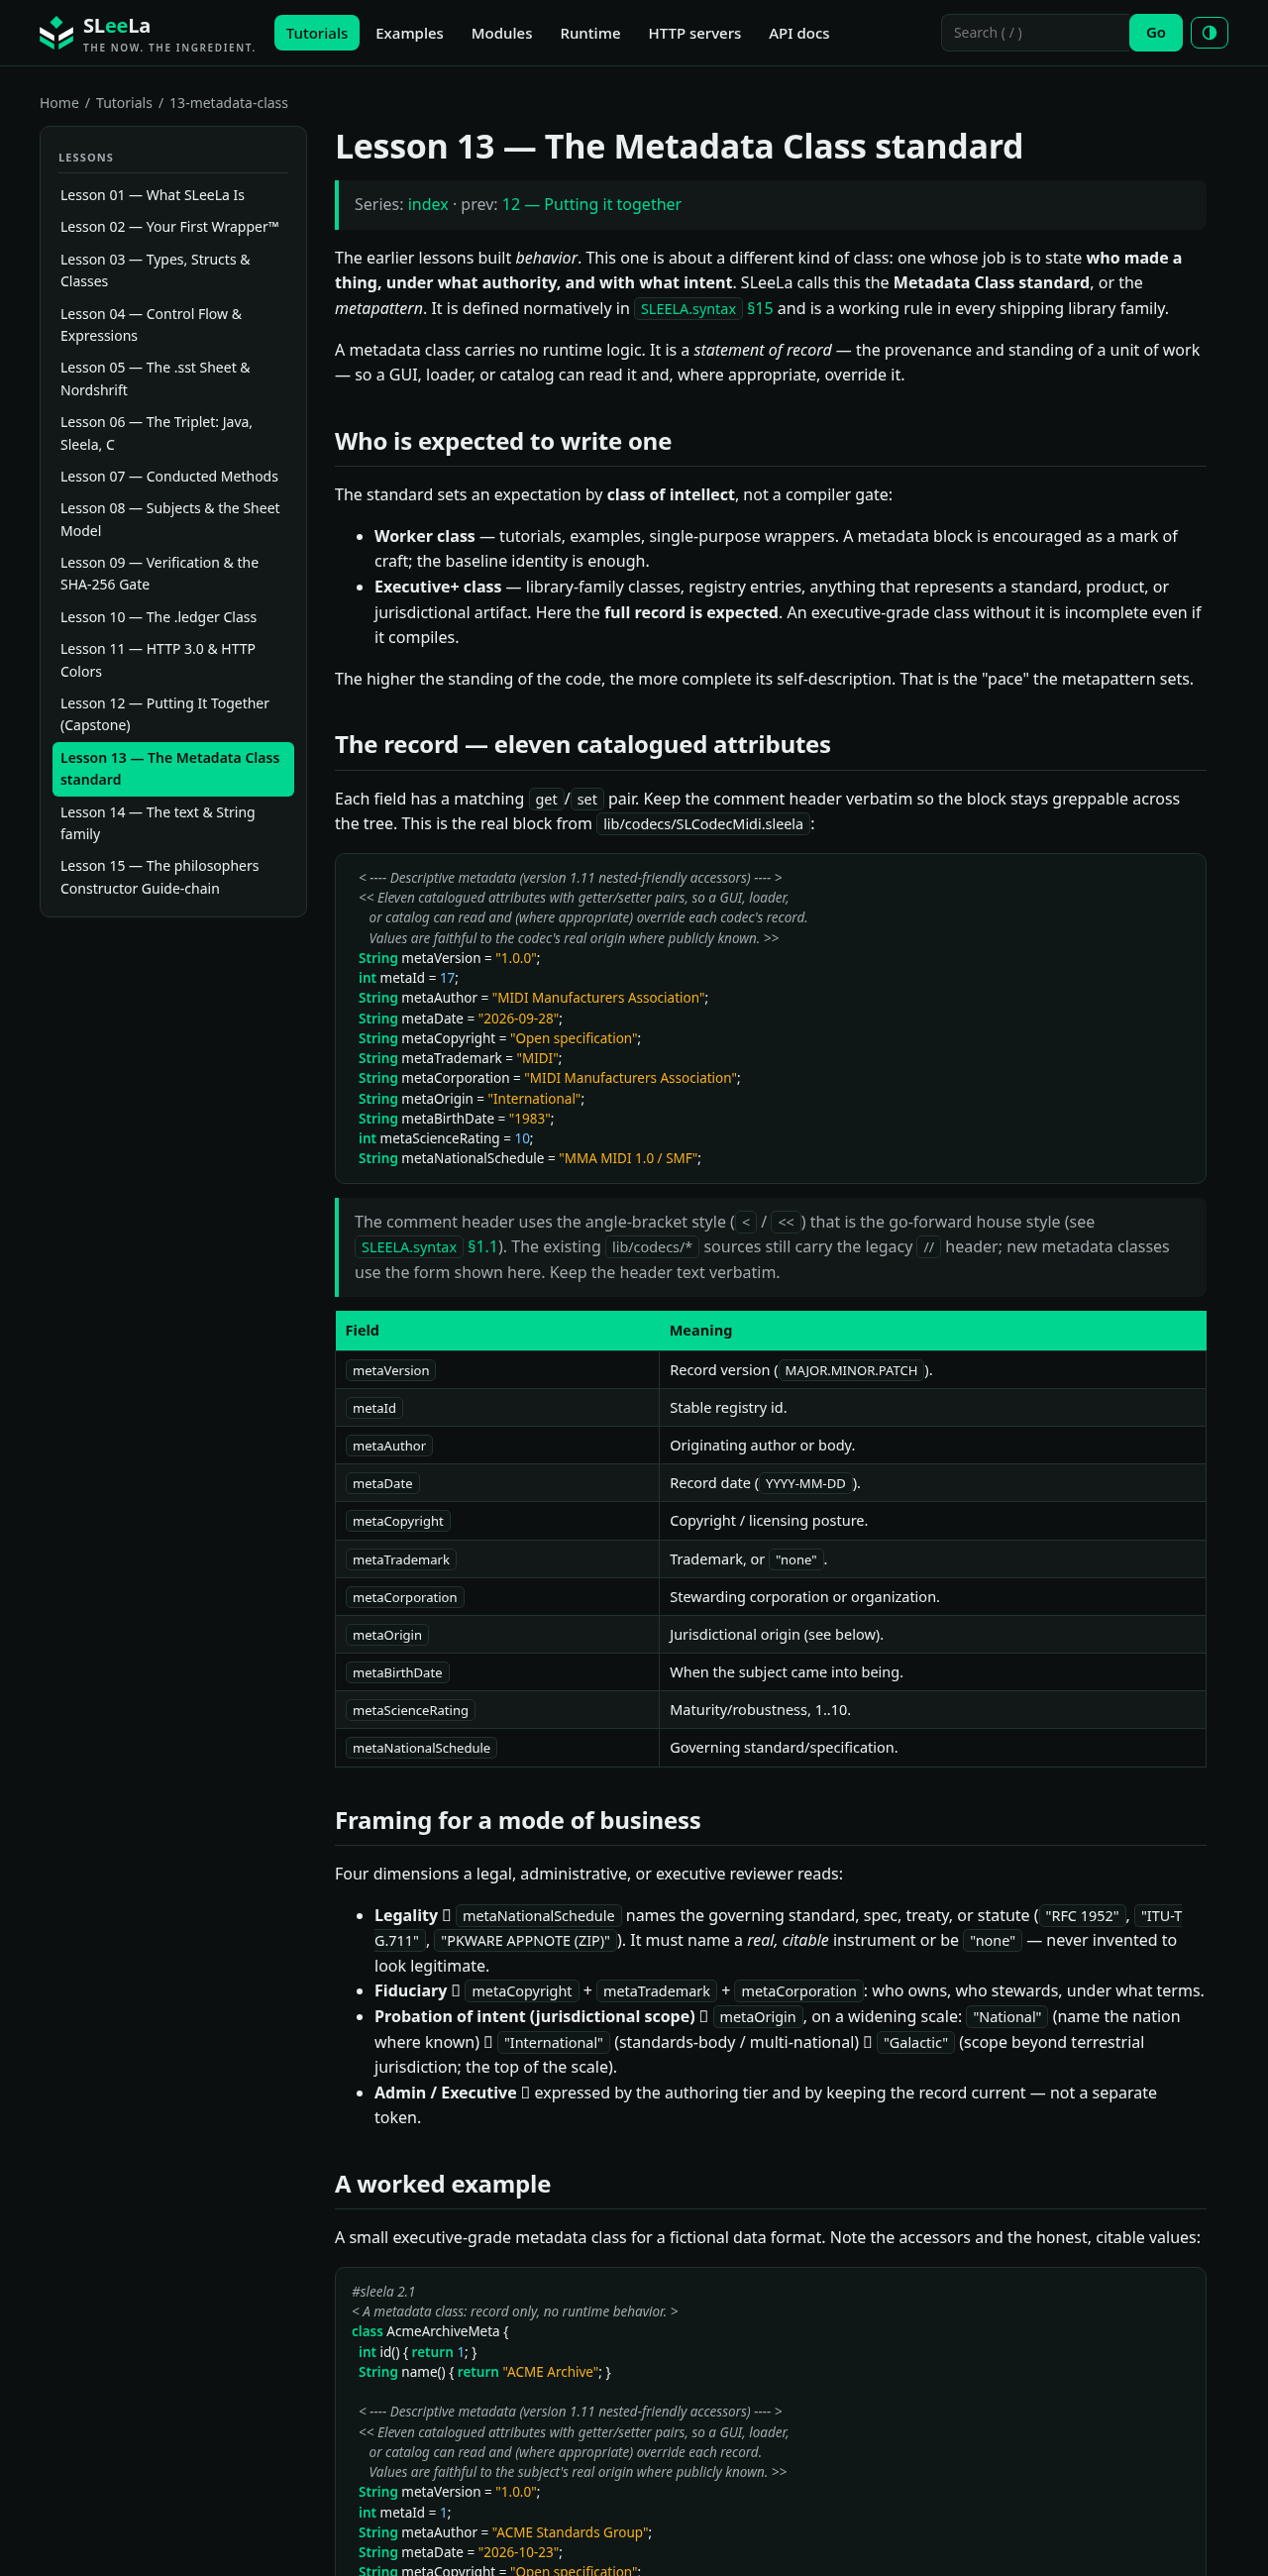 SLeeLa
THE NOW. THE INGREDIENT.
Tutorials
Examples
Modules
Runtime
HTTP servers
API docs
Search ( / )
Go
Home / Tutorials / 13-metadata-class
LESSONS
Lesson 01 — What SLeeLa Is
Lesson 02 — Your First Wrapper™
Lesson 03 — Types, Structs &
Classes
Lesson 04 — Control Flow &
Expressions
Lesson 05 — The .sst Sheet &
Nordshrift
Lesson 06 — The Triplet: Java,
Sleela, C
Lesson 07 — Conducted Methods
Lesson 08 — Subjects & the Sheet
Model
Lesson 09 — Verification & the
SHA-256 Gate
Lesson 10 — The .ledger Class
Lesson 11 — HTTP 3.0 & HTTP
Colors
Lesson 12 — Putting It Together
(Capstone)
Lesson 13 — The Metadata Class
standard
Lesson 14 — The text & String
family
Lesson 15 — The philosophers
Constructor Guide-chain
Lesson 13 — The Metadata Class standard
Series: index · prev: 12 — Putting it together
The earlier lessons built behavior. This one is about a different kind of class: one whose job is to state who made a
thing, under what authority, and with what intent. SLeeLa calls this the Metadata Class standard, or the
metapattern. It is defined normatively in SLEELA.syntax §15 and is a working rule in every shipping library family.
A metadata class carries no runtime logic. It is a statement of record — the provenance and standing of a unit of work
— so a GUI, loader, or catalog can read it and, where appropriate, override it.
Who is expected to write one
The standard sets an expectation by class of intellect, not a compiler gate:
• Worker class — tutorials, examples, single-purpose wrappers. A metadata block is encouraged as a mark of
craft; the baseline identity is enough.
• Executive+ class — library-family classes, registry entries, anything that represents a standard, product, or
jurisdictional artifact. Here the full record is expected. An executive-grade class without it is incomplete even if
it compiles.
The higher the standing of the code, the more complete its self-description. That is the "pace" the metapattern sets.
The record — eleven catalogued attributes
Each field has a matching get/set pair. Keep the comment header verbatim so the block stays greppable across
the tree. This is the real block from lib/codecs/SLCodecMidi.sleela:
< ---- Descriptive metadata (version 1.11 nested-friendly accessors) ---- >
<< Eleven catalogued attributes with getter/setter pairs, so a GUI, loader,
or catalog can read and (where appropriate) override each codec's record.
Values are faithful to the codec's real origin where publicly known. >>
String metaVersion = "1.0.0";
int metaId = 17;
String metaAuthor = "MIDI Manufacturers Association";
String metaDate = "2026-09-28";
String metaCopyright = "Open specification";
String metaTrademark = "MIDI";
String metaCorporation = "MIDI Manufacturers Association";
String metaOrigin = "International";
String metaBirthDate = "1983";
int metaScienceRating = 10;
String metaNationalSchedule = "MMA MIDI 1.0 / SMF";
The comment header uses the angle-bracket style (< / <<) that is the go-forward house style (see
SLEELA.syntax §1.1). The existing lib/codecs/* sources still carry the legacy // header; new metadata classes
use the form shown here. Keep the header text verbatim.
Field Meaning
metaVersion Record version (MAJOR.MINOR.PATCH).
metaId Stable registry id.
metaAuthor Originating author or body.
metaDate Record date (YYYY-MM-DD).
metaCopyright Copyright / licensing posture.
metaTrademark Trademark, or "none".
metaCorporation Stewarding corporation or organization.
metaOrigin Jurisdictional origin (see below).
metaBirthDate When the subject came into being.
metaScienceRating Maturity/robustness, 1..10.
metaNationalSchedule Governing standard/specification.
Framing for a mode of business
Four dimensions a legal, administrative, or executive reviewer reads:
• Legality metaNationalSchedule names the governing standard, spec, treaty, or statute ("RFC 1952", "ITU-T
G.711", "PKWARE APPNOTE (ZIP)"). It must name a real, citable instrument or be "none" — never invented to
look legitimate.
• Fiduciary metaCopyright + metaTrademark + metaCorporation: who owns, who stewards, under what terms.
• Probation of intent (jurisdictional scope) metaOrigin, on a widening scale: "National" (name the nation
where known) "International" (standards-body / multi-national) "Galactic" (scope beyond terrestrial
jurisdiction; the top of the scale).
• Admin / Executive expressed by the authoring tier and by keeping the record current — not a separate
token.
A worked example
A small executive-grade metadata class for a fictional data format. Note the accessors and the honest, citable values:
#sleela 2.1
< A metadata class: record only, no runtime behavior. >
class AcmeArchiveMeta {
int id() { return 1; }
String name() { return "ACME Archive"; }
< ---- Descriptive metadata (version 1.11 nested-friendly accessors) ---- >
<< Eleven catalogued attributes with getter/setter pairs, so a GUI, loader,
or catalog can read and (where appropriate) override each record.
Values are faithful to the subject's real origin where publicly known. >>
String metaVersion = "1.0.0";
int metaId = 1;
String metaAuthor = "ACME Standards Group";
String metaDate = "2026-10-23";
String metaCopyright = "Open specification";